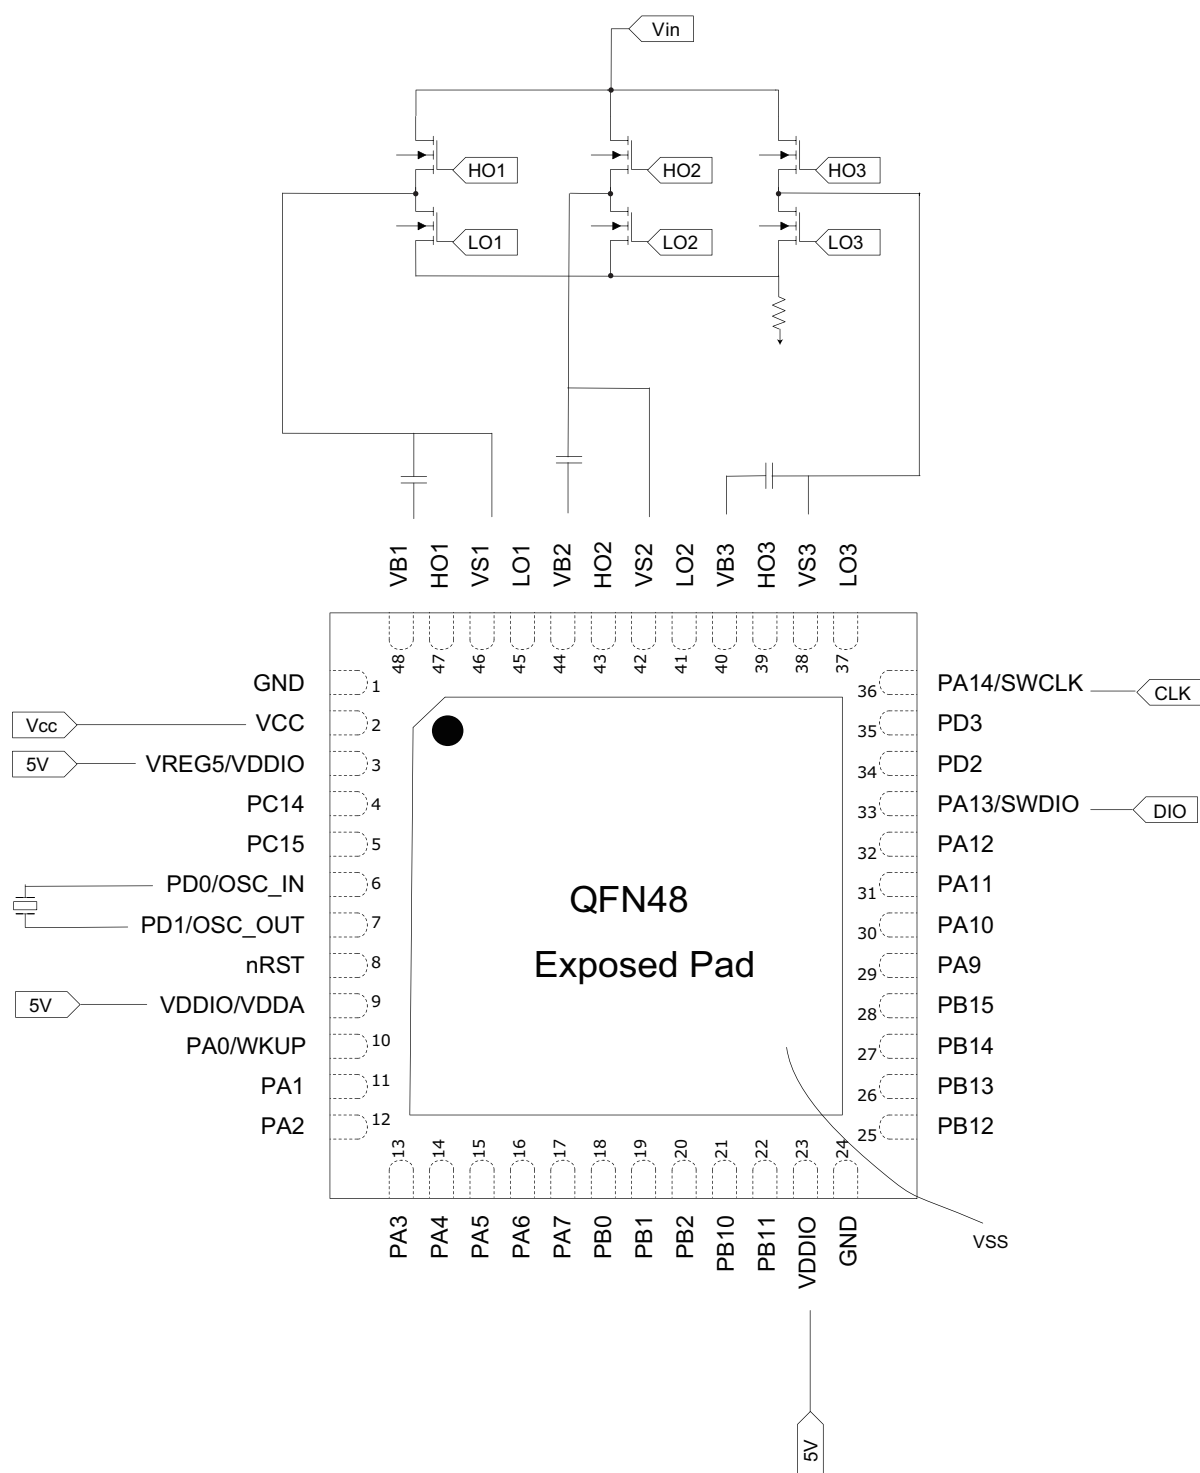 Vin
HO1
HO2
HO3
LO1
LO2
LO3
VB1
HO1
VS1
LO1
VB2
HO2
VS2
LO2
VB3
HO3
VS3
LO3
48
47
46
45
44
43
42
41
40
39
38
37
GND 1
Vcc VCC 2
5V VREG5/VDDIO 3
PC14 4
PC15 5
PD0/OSC_IN 6
PD1/OSC_OUT 7
nRST 8
5V VDDIO/VDDA 9
PA0/WKUP 10
PA1 11
PA2 12
QFN48
Exposed Pad
36 PA14/SWCLK CLK
35 PD3
34 PD2
33 PA13/SWDIO DIO
32 PA12
31 PA11
30 PA10
29 PA9
28 PB15
27 PB14
26 PB13
25 PB12
13
14
15
16
17
18
19
20
21
22
23
24
PA3
PA4
PA5
PA6
PA7
PB0
PB1
PB2
PB10
PB11
VDDIO
GND
VSS
5V